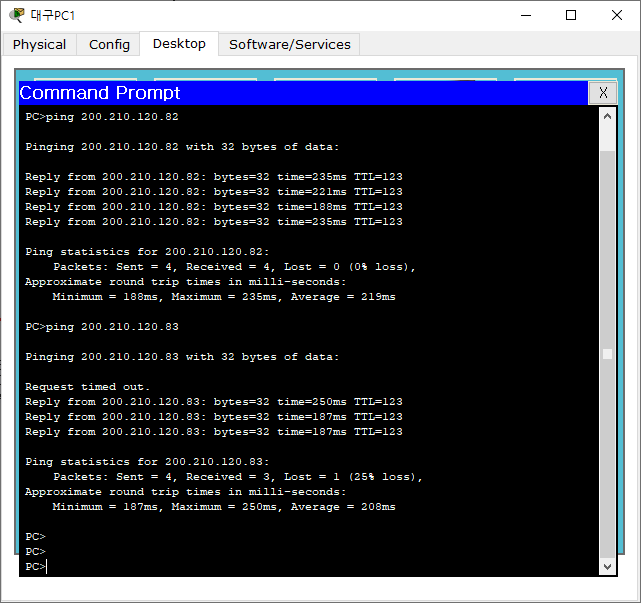 대구PC1
Physical Config Desktop Software/Services
Command Prompt X
PC>ping 200.210.120.82
Pinging 200.210.120.82 with 32 bytes of data:
Reply from 200.210.120.82: bytes=32 time=235ms TTL=123
Reply from 200.210.120.82: bytes=32 time=221ms TTL=123
Reply from 200.210.120.82: bytes=32 time=188ms TTL=123
Reply from 200.210.120.82: bytes=32 time=235ms TTL=123
Ping statistics for 200.210.120.82:
Packets: Sent = 4, Received = 4, Lost = 0 (0% loss),
Approximate round trip times in milli-seconds:
Minimum = 188ms, Maximum = 235ms, Average = 219ms
PC>ping 200.210.120.83
Pinging 200.210.120.83 with 32 bytes of data:
Request timed out.
Reply from 200.210.120.83: bytes=32 time=250ms TTL=123
Reply from 200.210.120.83: bytes=32 time=187ms TTL=123
Reply from 200.210.120.83: bytes=32 time=187ms TTL=123
Ping statistics for 200.210.120.83:
Packets: Sent = 4, Received = 3, Lost = 1 (25% loss),
Approximate round trip times in milli-seconds:
Minimum = 187ms, Maximum = 250ms, Average = 208ms
PC>
PC>
PC>